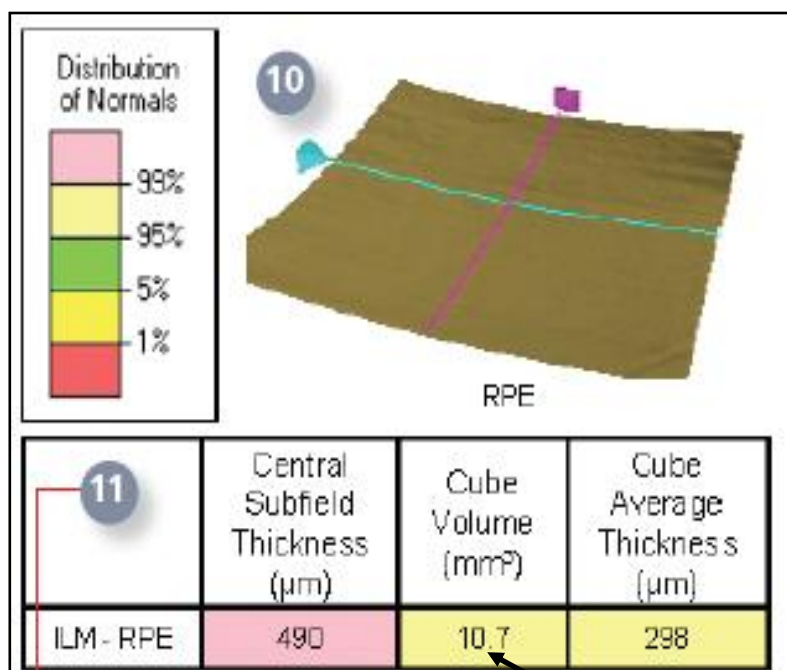 Distribution
of Normals
99%
95%
5%
1%
10
RPE
11
Central
Subfield
Thickness
(µm)
Cube
Volume
(mm³)
Cube
Average
Thickness
(µm)
ILM - RPE
490
10.7
298